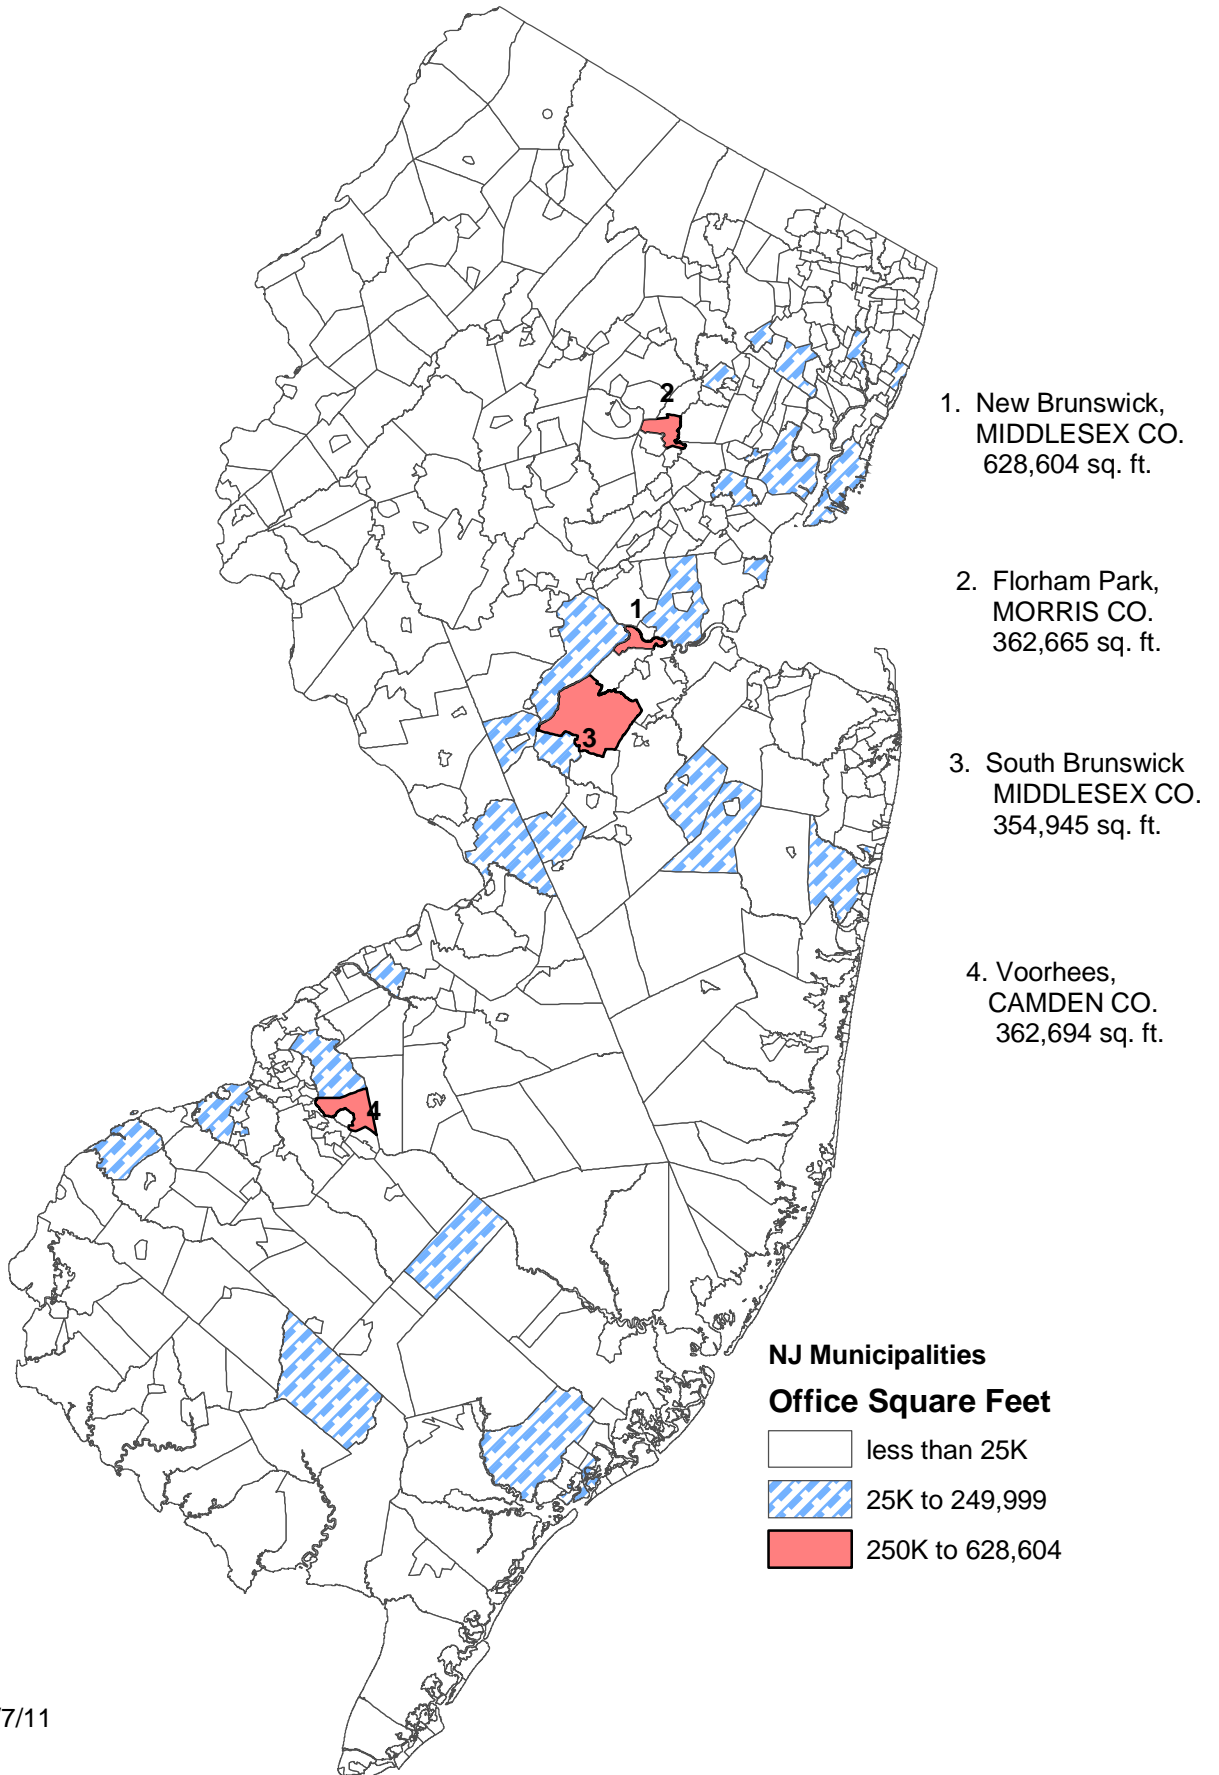 2
1. New Brunswick,
MIDDLESEX CO.
628,604 sq. ft.
2. Florham Park,
MORRIS CO.
362,665 sq. ft.
1
3
3. South Brunswick
MIDDLESEX CO.
354,945 sq. ft.
4. Voorhees,
CAMDEN CO.
362,694 sq. ft.
4
NJ Municipalities
Office Square Feet
less than 25K
25K to 249,999
250K to 628,604
/7/11